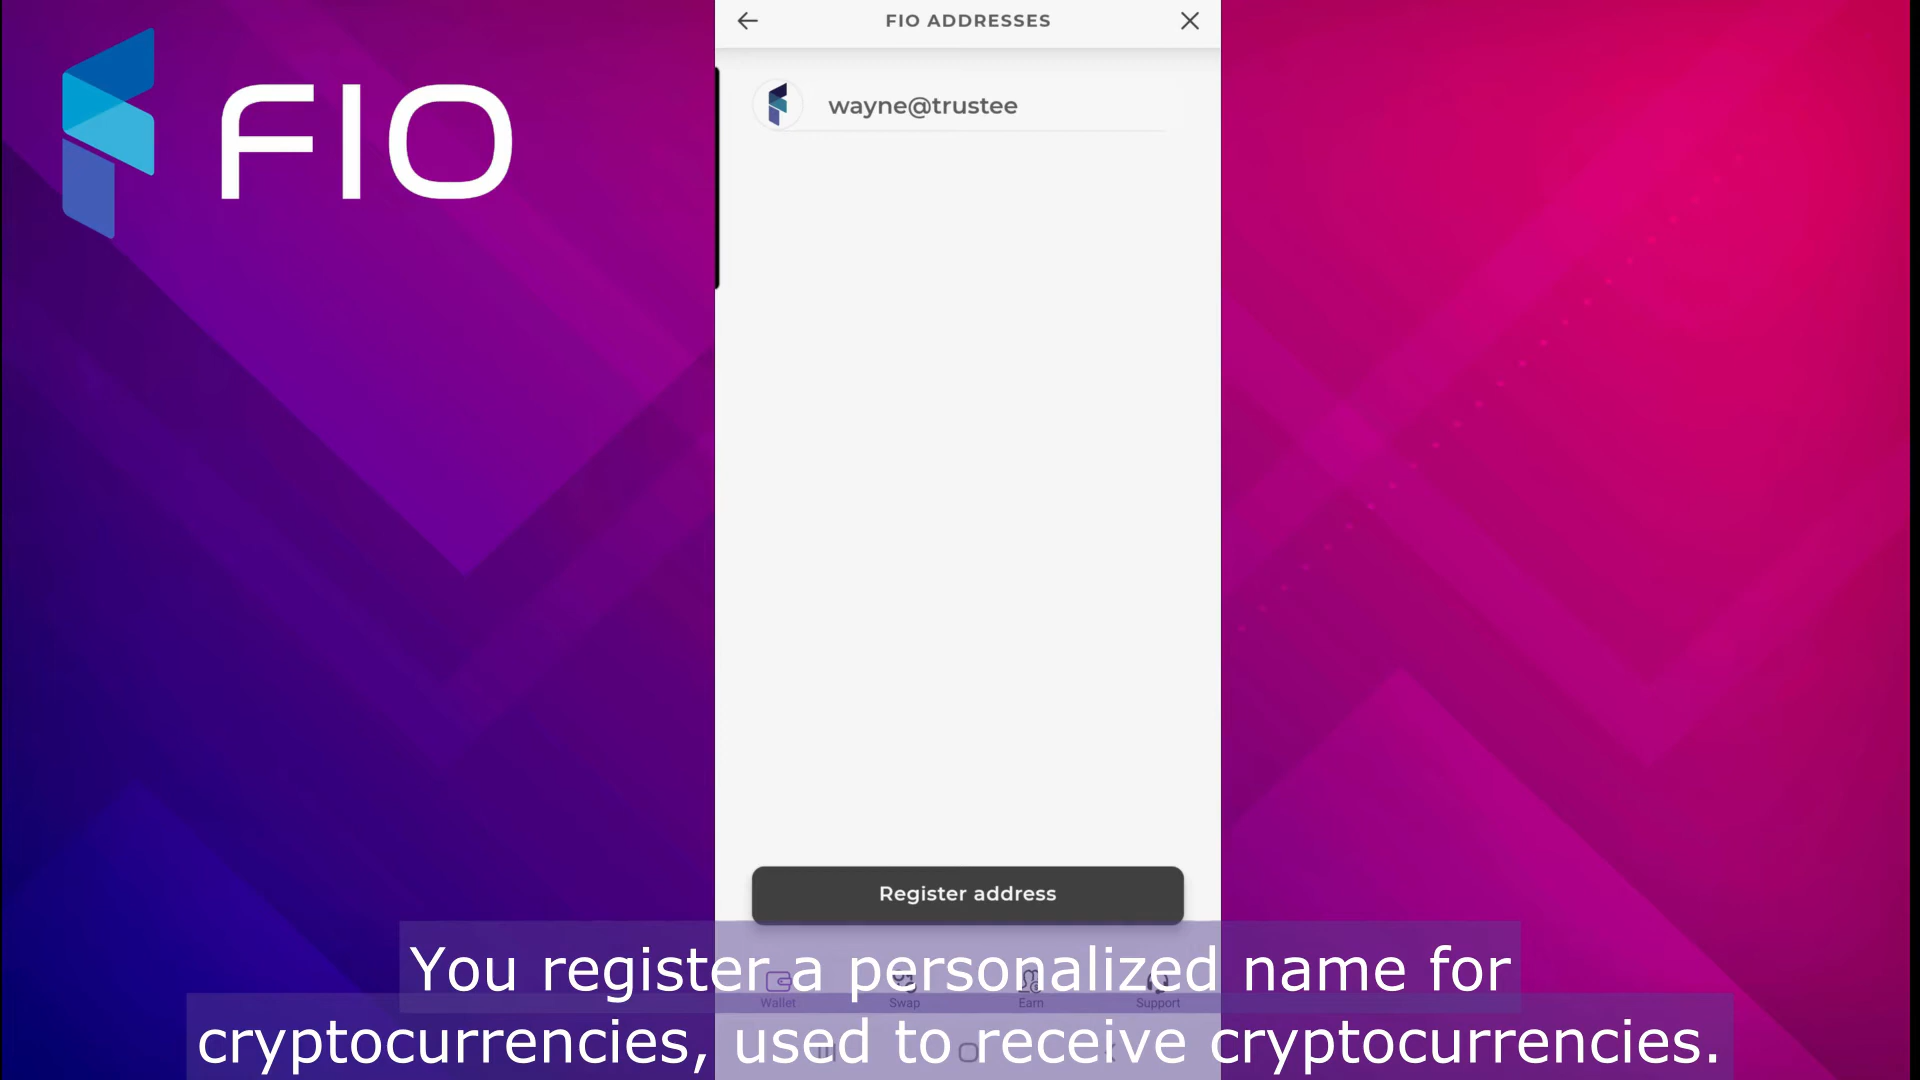 FIO
FIO ADDRESSES
wayne@trustee
Register address
Wallet
Swap
Earn
Support
You register a personalized name for
cryptocurrencies, used to receive cryptocurrencies.